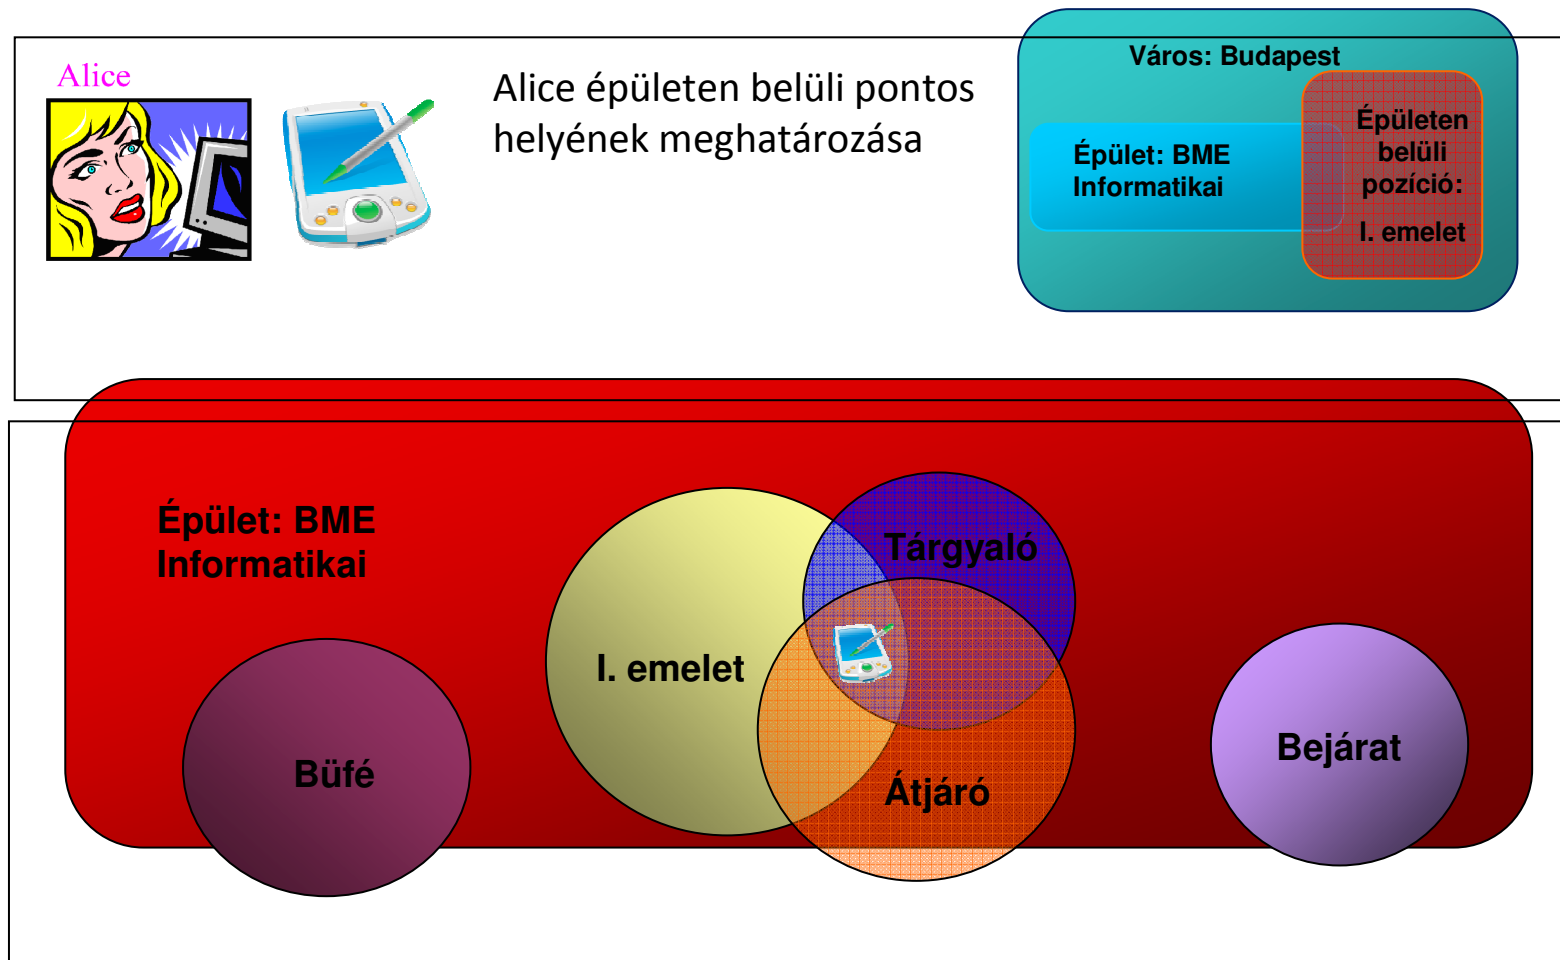 Alice
Alice épületen belüli pontos
helyének meghatározása
Város: Budapest
Épület: BME
Informatikai
Épületen
belüli
pozíció:
I. emelet
Épület: BME
Informatikai
Tárgyaló
I. emelet
Büfé
Átjáró
Bejárat